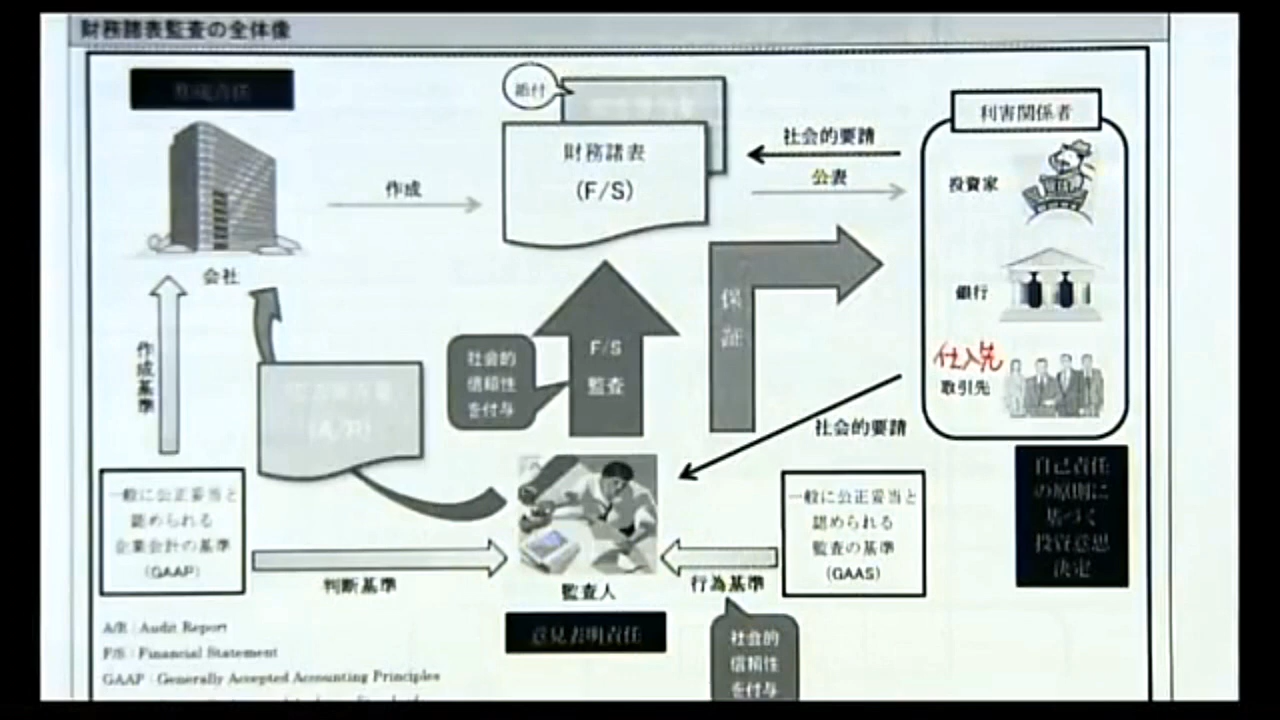 財務諸表監査の全体像
添付
財務諸表
(F/S)
作成
社会的要請
公表
利害関係者
投資家
銀行
仕入先
取引先
会社
作成基準
社会的
信頼性
を付与
F/S
監査
保証
社会的要請
(A/R)
一般に公正妥当と
認められる
企業会計の基準
(GAAP)
判断基準
監査人
意見表明責任
行為基準
一般に公正妥当と
認められる
監査の基準
(GAAS)
自己責任
の原則に
基づく
投資意思
決定
社会的
信頼性
を付与
A/R : Audit Report
F/S : Financial Statement
GAAP : Generally Accepted Accounting Principles